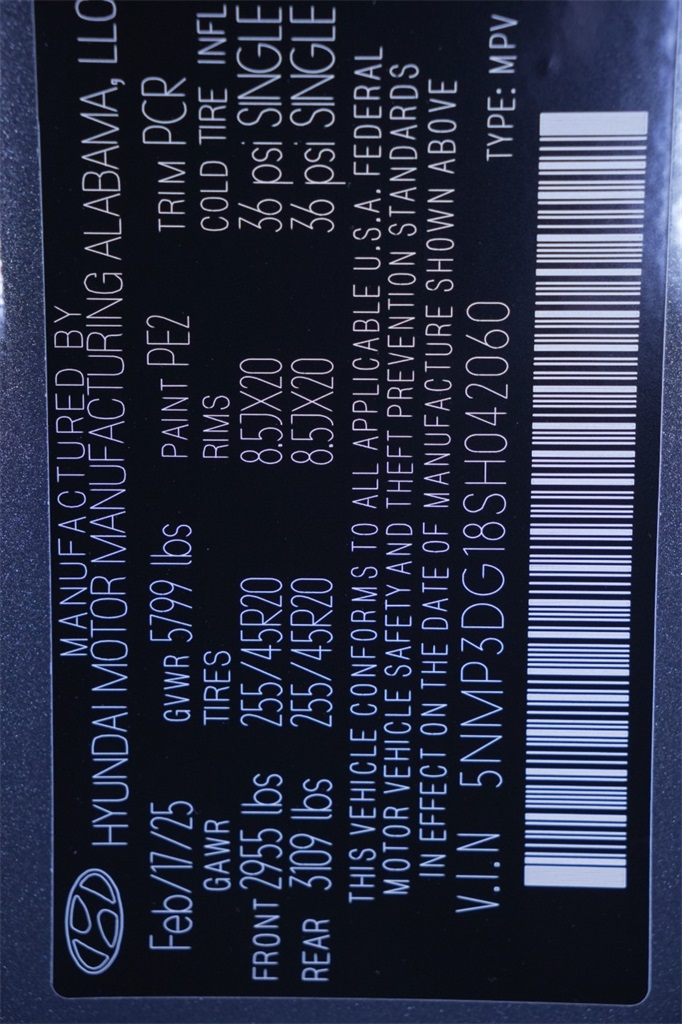 MANUFACTURED BY
HYUNDAI MOTOR MANUFACTURING ALABAMA, LLC
Feb/17/25 GVWR 5799 lbs PAINT PE2 TRIM PCR
GAWR TIRES RIMS COLD TIRE INFL
FRONT 2955 lbs 255/45R20 8.5JX20 36 psi SINGLE
REAR 3109 lbs 255/45R20 8.5JX20 36 psi SINGLE
THIS VEHICLE CONFORMS TO ALL APPLICABLE U.S.A. FEDERAL
MOTOR VEHICLE SAFETY AND THEFT PREVENTION STANDARDS
IN EFFECT ON THE DATE OF MANUFACTURE SHOWN ABOVE
V.I.N 5NMP3DG18SH042060 TYPE: MPV